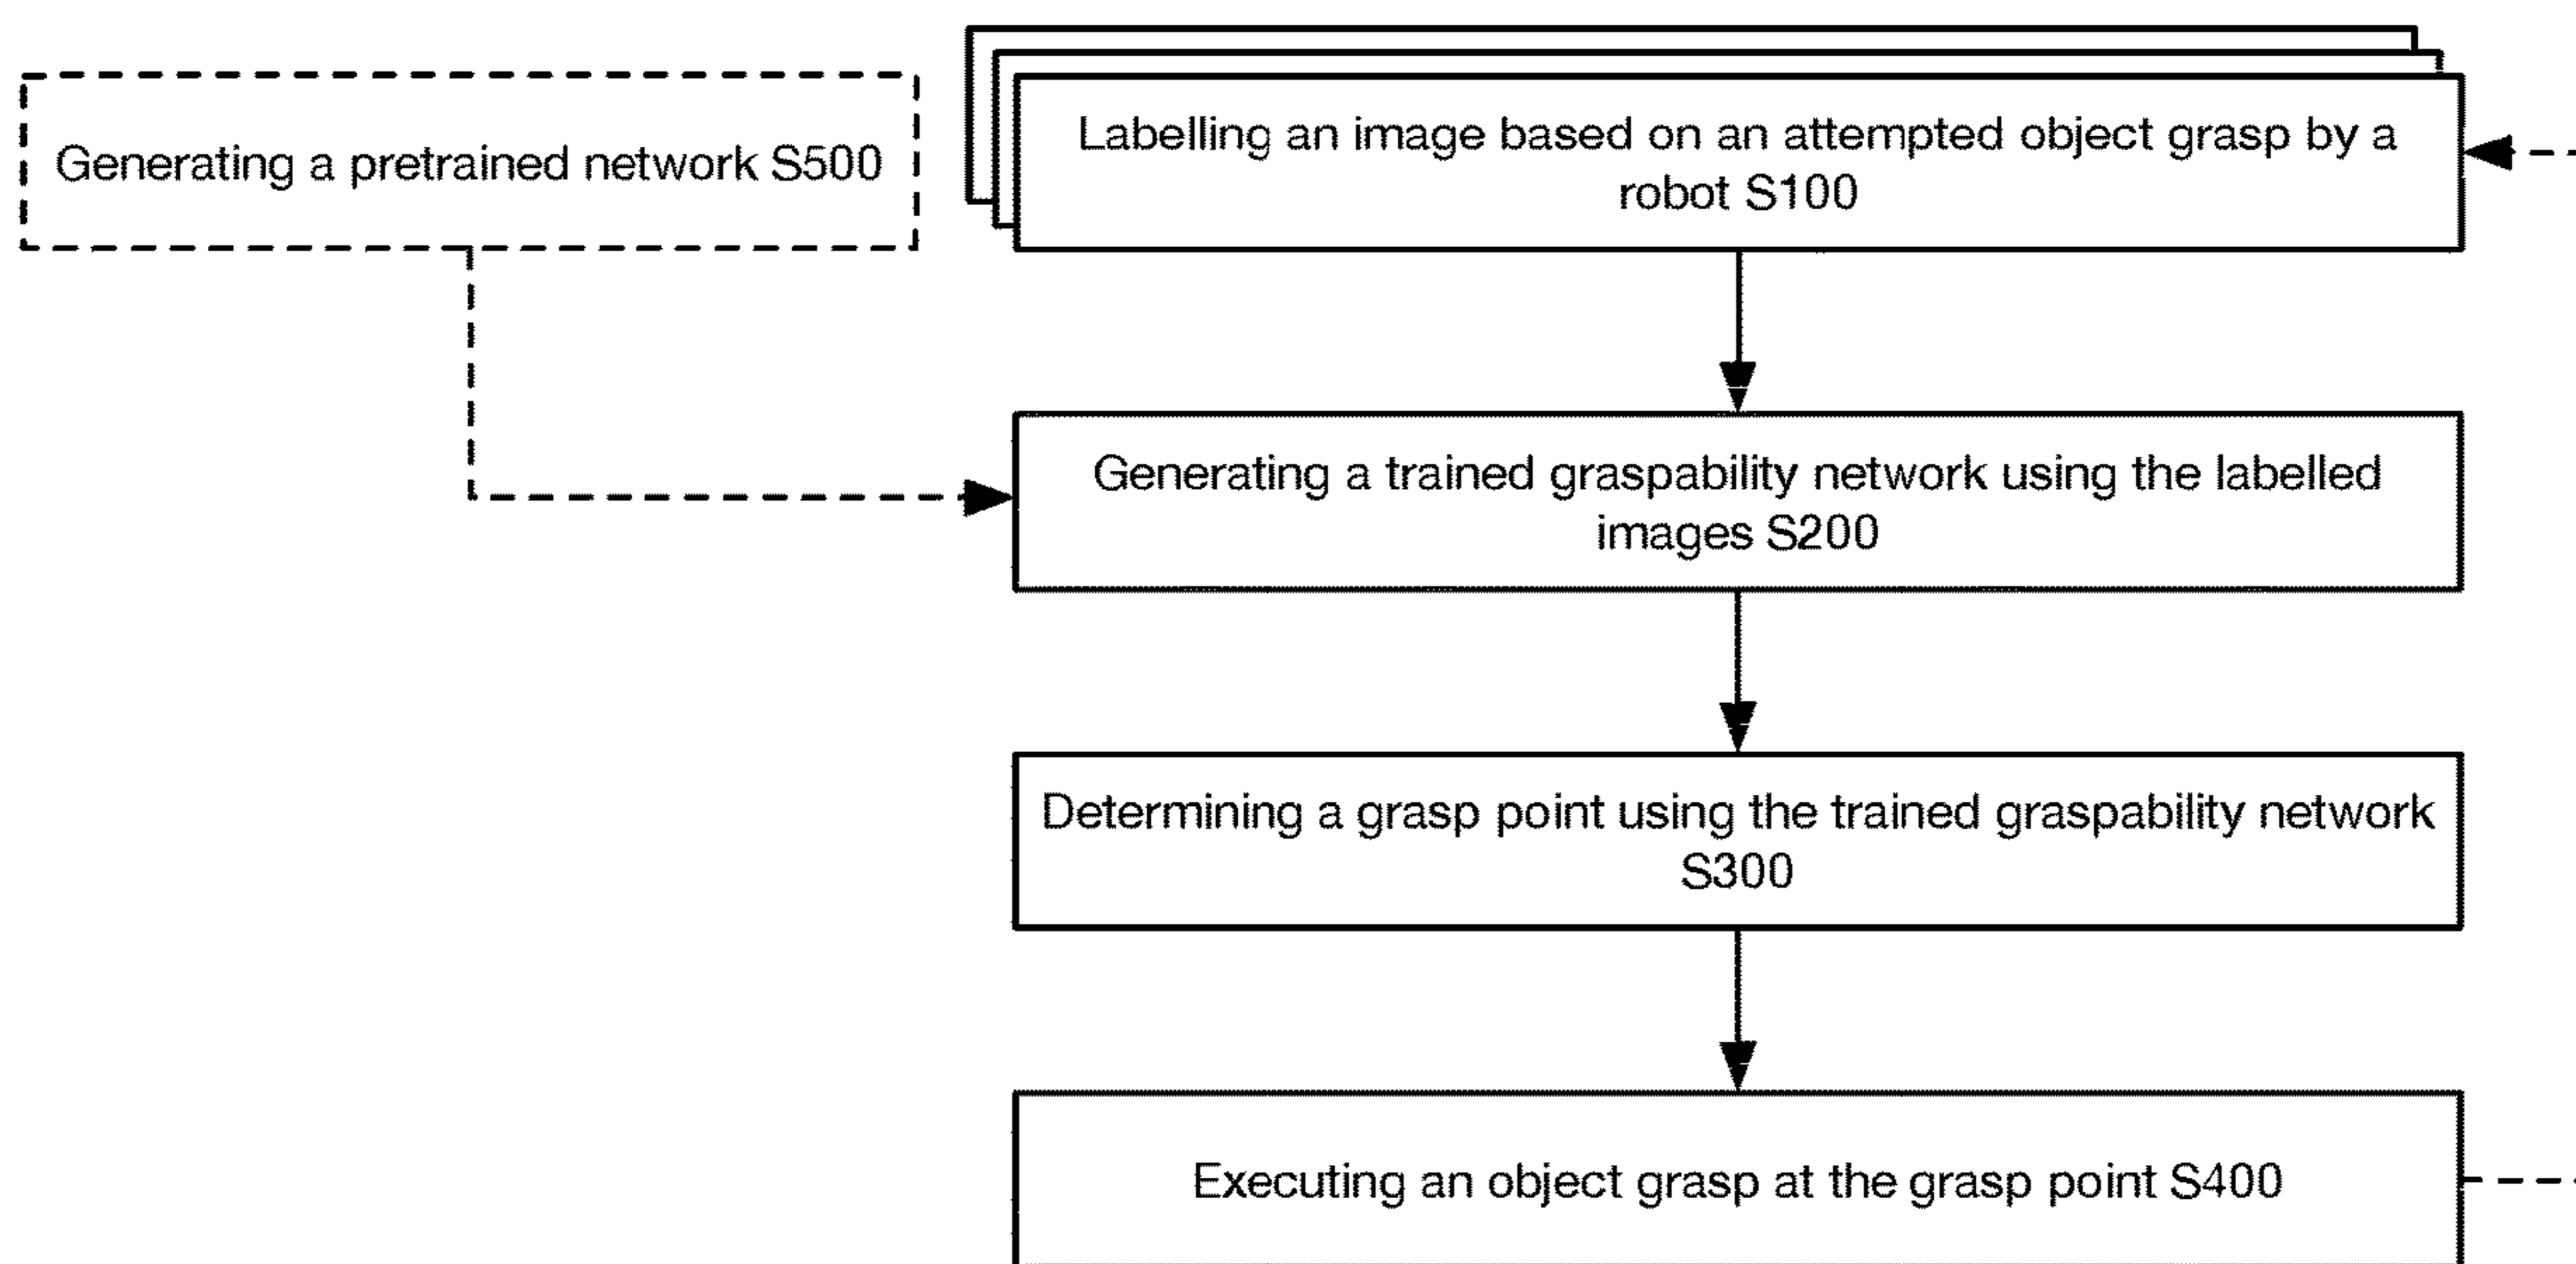 Generating a pretrained network S500
Labelling an image based on an attempted object grasp by a
robot S100
Generating a trained graspability network using the labelled
images S200
Determining a grasp point using the trained graspability network
S300
Executing an object grasp at the grasp point S400